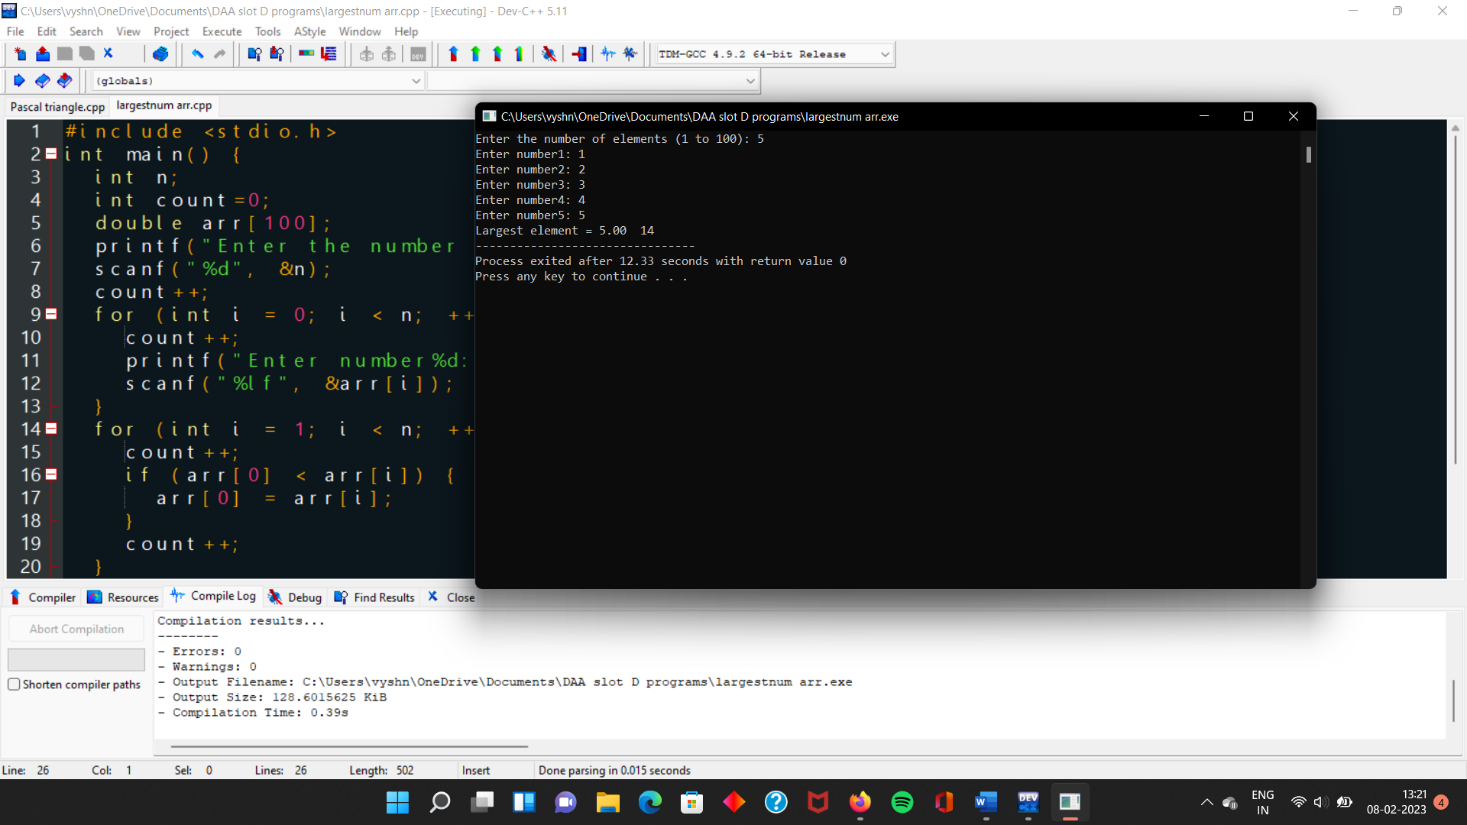 C:\Users\vyshn\OneDrive\Documents\DAA slot D programs\largestnum arr.cpp - [Executing] - Dev-C++ 5.11
File Edit Search View Project Execute Tools AStyle Window Help
TDM-GCC 4.9.2 64-bit Release
(globals)
Pascal triangle.cpp largestnum arr.cpp
1 #include <stdio.h>
2 int main() {
3 int n;
4 int count=0;
5 double arr[100];
6 printf("Enter the number
7 scanf("%d", &n);
8 count++;
9 for (int i = 0; i < n; ++
10 count++;
11 printf("Enter number%d:
12 scanf("%lf", &arr[i]);
13 }
14 for (int i = 1; i < n; ++
15 count++;
16 if (arr[0] < arr[i]) {
17 arr[0] = arr[i];
18 }
19 count++;
20 }
C:\Users\vyshn\OneDrive\Documents\DAA slot D programs\largestnum arr.exe
Enter the number of elements (1 to 100): 5
Enter number1: 1
Enter number2: 2
Enter number3: 3
Enter number4: 4
Enter number5: 5
Largest element = 5.00 14
--------------------------------
Process exited after 12.33 seconds with return value 0
Press any key to continue . . .
Compiler Resources Compile Log Debug Find Results Close
Abort Compilation
Shorten compiler paths
Compilation results...
--------
- Errors: 0
- Warnings: 0
- Output Filename: C:\Users\vyshn\OneDrive\Documents\DAA slot D programs\largestnum arr.exe
- Output Size: 128.6015625 KiB
- Compilation Time: 0.39s
Line: 26 Col: 1 Sel: 0 Lines: 26 Length: 502 Insert Done parsing in 0.015 seconds
ENG
IN
13:21
08-02-2023
4